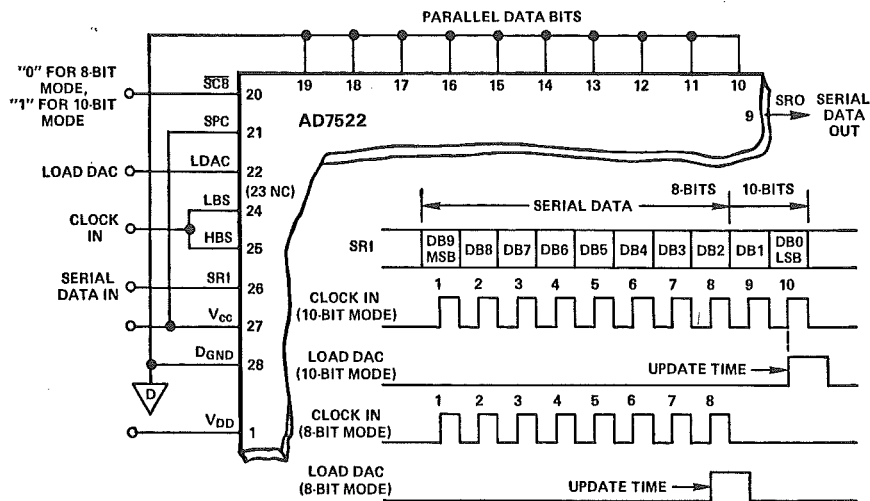 PARALLEL DATA BITS
"0" FOR 8-BIT
MODE,
"1" FOR 10-BIT
MODE
SCB
20
19 18 17 16 15 14 13 12 11 10
SPC
21
AD7522
9
SRO
SERIAL
DATA
OUT
LOAD DAC
LDAC
22
(23 NC)
LBS
24
CLOCK
IN
HBS
25
SERIAL
DATA IN
SRI
26
Vcc
27
DGND
28
D
VDD
1
8-BITS
10-BITS
SERIAL DATA
SRI
DB9
MSB
DB8
DB7
DB6
DB5
DB4
DB3
DB2
DB1
DB0
LSB
CLOCK IN
(10-BIT MODE)
1 2 3 4 5 6 7 8 9 10
LOAD DAC
(10-BIT MODE)
UPDATE TIME
CLOCK IN
(8-BIT MODE)
1 2 3 4 5 6 7 8
LOAD DAC
(8-BIT MODE)
UPDATE TIME